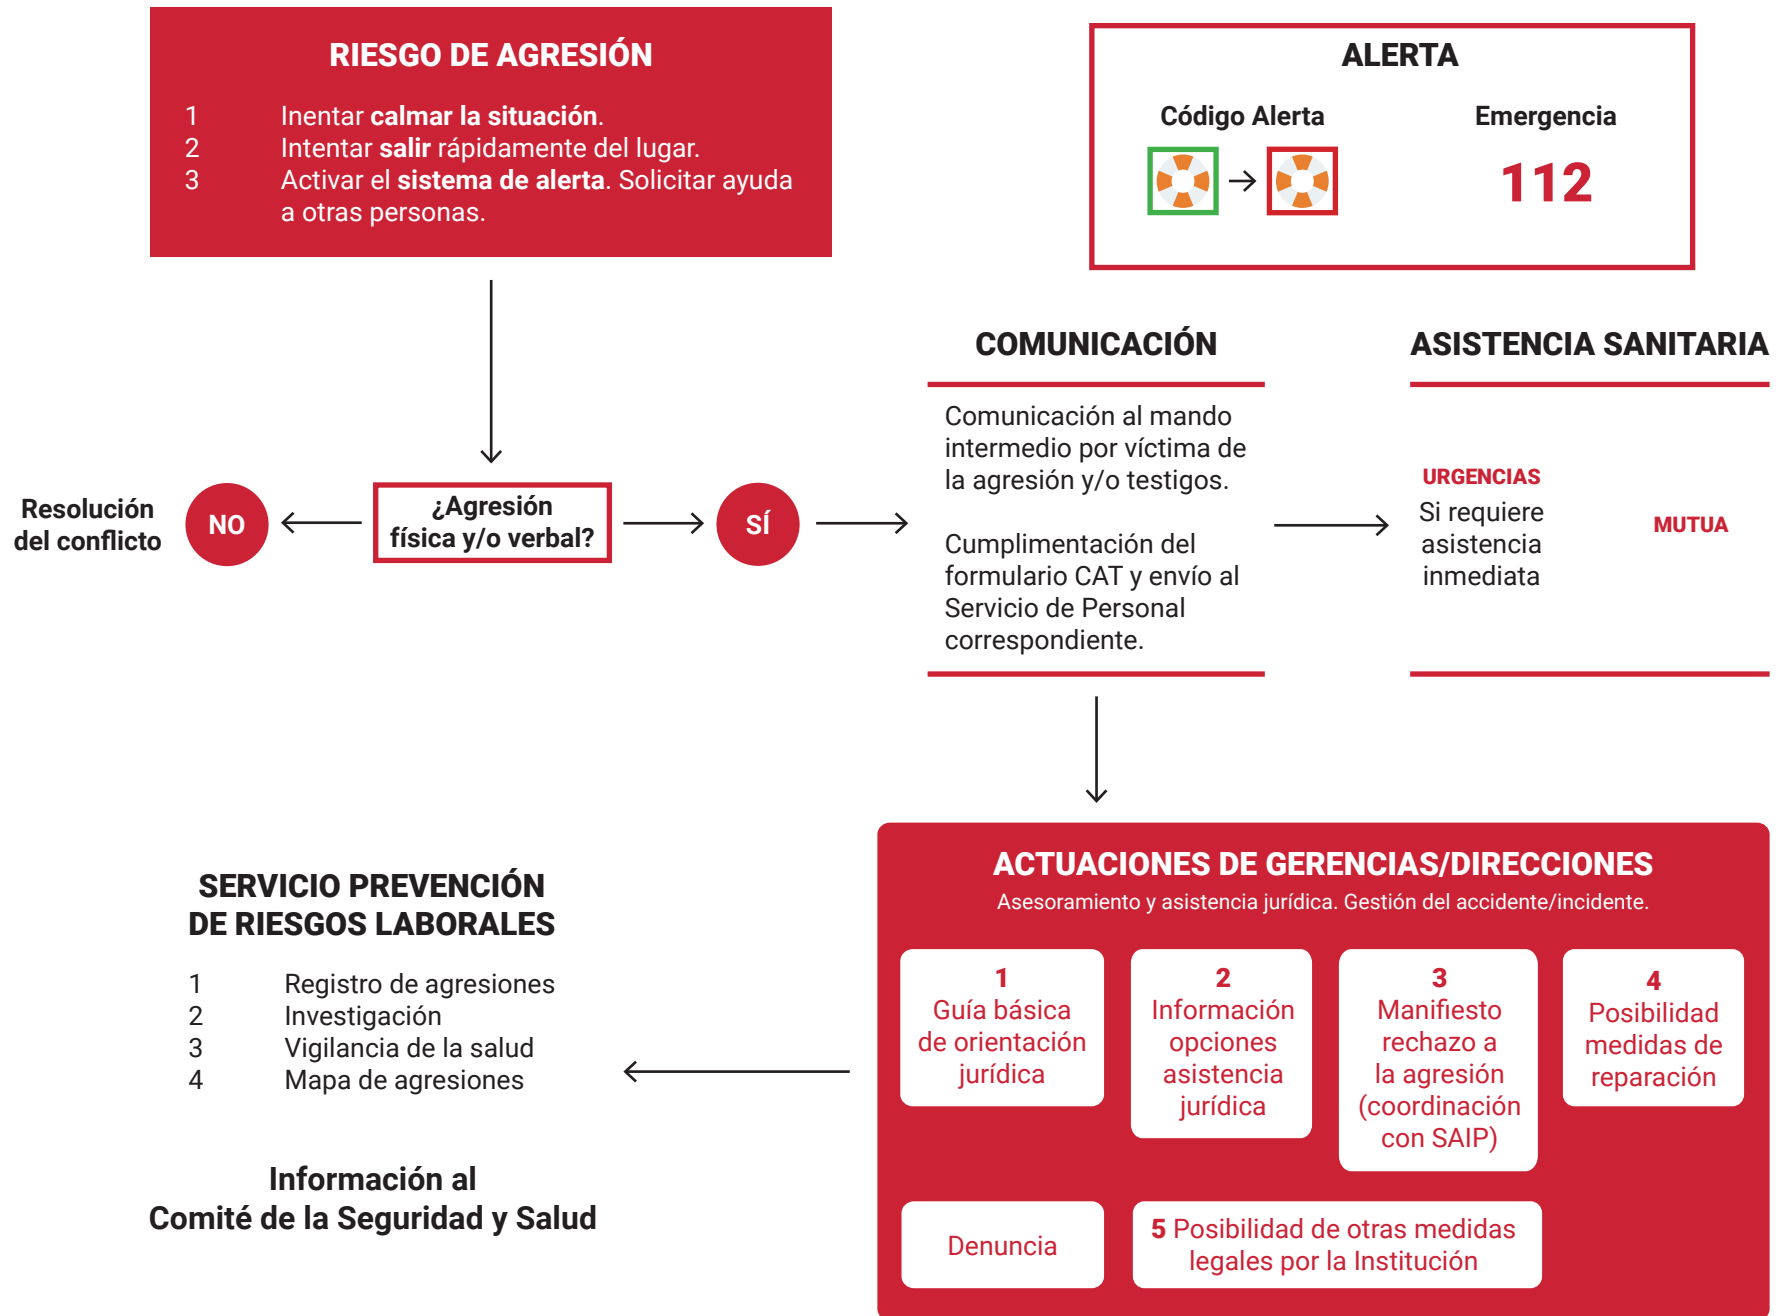 RIESGO DE AGRESIÓN
1 Inentar calmar la situación.
2 Intentar salir rápidamente del lugar.
3 Activar el sistema de alerta. Solicitar ayuda
a otras personas.
ALERTA
Código Alerta
Emergencia
112
Resolución
del conflicto
NO
¿Agresión
física y/o verbal?
SÍ
COMUNICACIÓN
Comunicación al mando
intermedio por víctima de
la agresión y/o testigos.
Cumplimentación del
formulario CAT y envío al
Servicio de Personal
correspondiente.
ASISTENCIA SANITARIA
URGENCIAS
Si requiere
asistencia
inmediata
MUTUA
ACTUACIONES DE GERENCIAS/DIRECCIONES
Asesoramiento y asistencia jurídica. Gestión del accidente/incidente.
1
Guía básica
de orientación
jurídica
2
Información
opciones
asistencia
jurídica
3
Manifiesto
rechazo a
la agresión
(coordinación
con SAIP)
4
Posibilidad
medidas de
reparación
Denuncia
5 Posibilidad de otras medidas
legales por la Institución
SERVICIO PREVENCIÓN
DE RIESGOS LABORALES
1 Registro de agresiones
2 Investigación
3 Vigilancia de la salud
4 Mapa de agresiones
Información al
Comité de la Seguridad y Salud